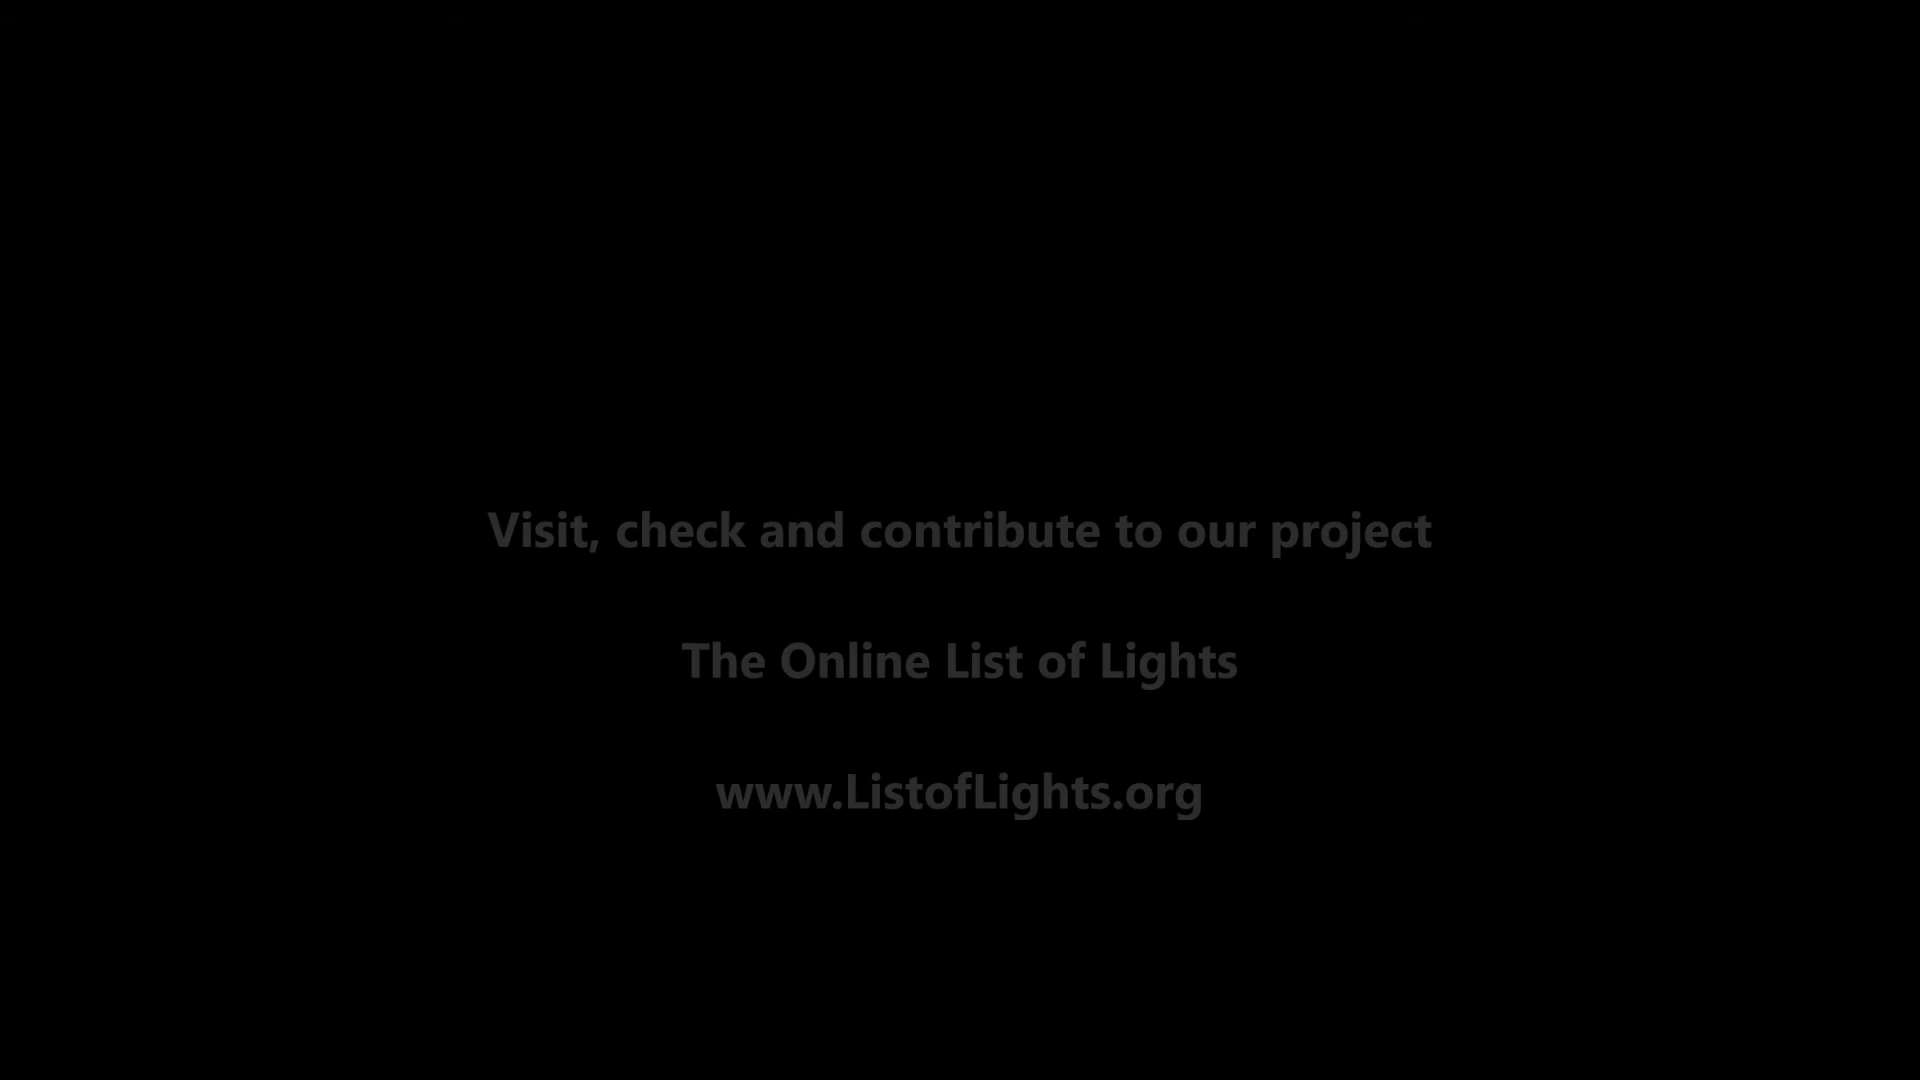 Visit, check and contribute to our project
The Online List of Lights
www.ListofLights.org